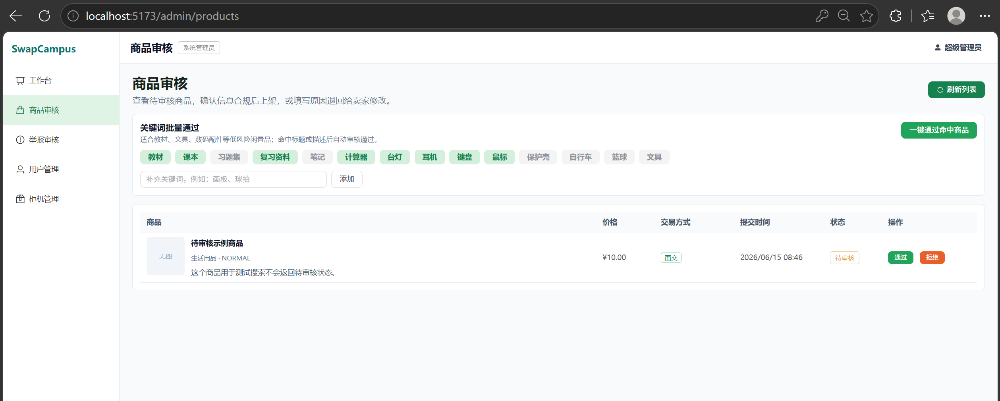 localhost:5173/admin/products
SwapCampus
商品审核 系统管理员
超级管理员
工作台
商品审核
举报审核
用户管理
柜机管理
商品审核
查看待审核商品，确认信息合规后上架，或填写原因退回给卖家修改。
刷新列表
关键词批量通过
适合教材、文具、数码配件等低风险闲置品；命中标题或描述后自动审核通过。
一键通过命中商品
教材 课本 习题集 复习资料 笔记 计算器 台灯 耳机 键盘 鼠标 保护壳 自行车 篮球 文具
补充关键词，例如：画板、球拍 添加
商品 价格 交易方式 提交时间 状态 操作
无图
待审核示例商品
生活用品 · NORMAL
这个商品用于测试搜索不会返回待审核状态。
¥10.00 面交 2026/06/15 08:46 待审核 通过 拒绝